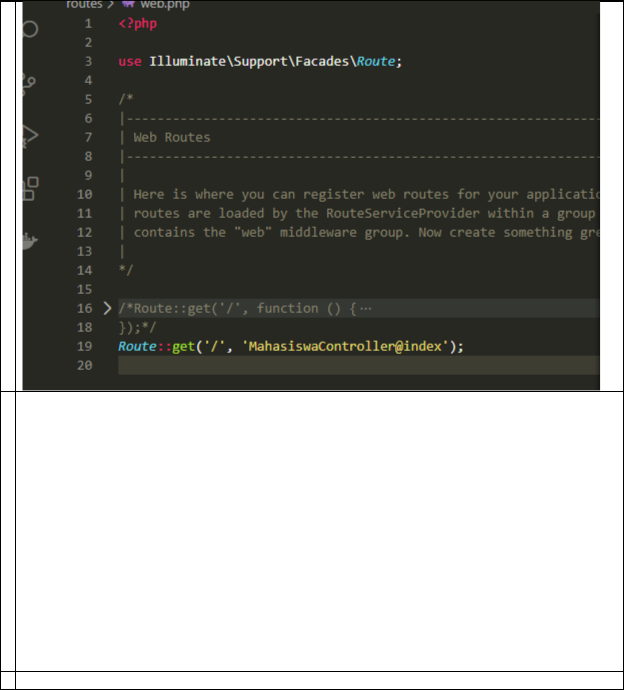 routes > web.php
1 <?php
2
3 use Illuminate\Support\Facades\Route;
4
5 /*
6 |---------------------------------------------------------------
7 | Web Routes
8 |---------------------------------------------------------------
9 |
10 | Here is where you can register web routes for your applicatio
11 | routes are loaded by the RouteServiceProvider within a group
12 | contains the "web" middleware group. Now create something gre
13 |
14 */
15
16 > /*Route::get('/', function () {…
18 });*/
19 Route::get('/', 'MahasiswaController@index');
20